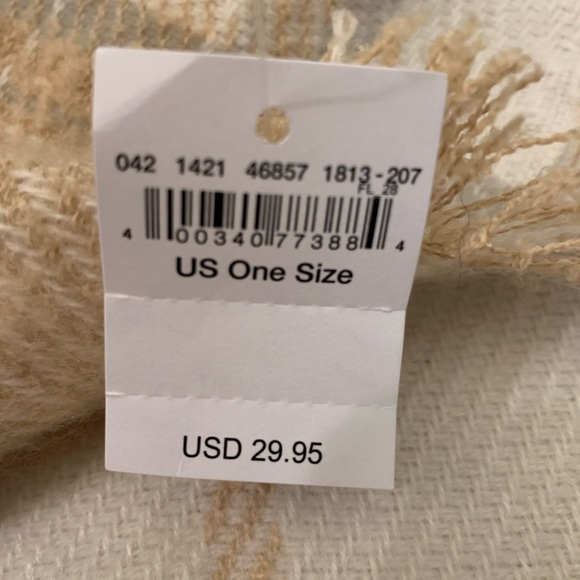 042 1421 46857 1813-207
FL 28
4 00340 77388 4
US One Size
USD 29.95